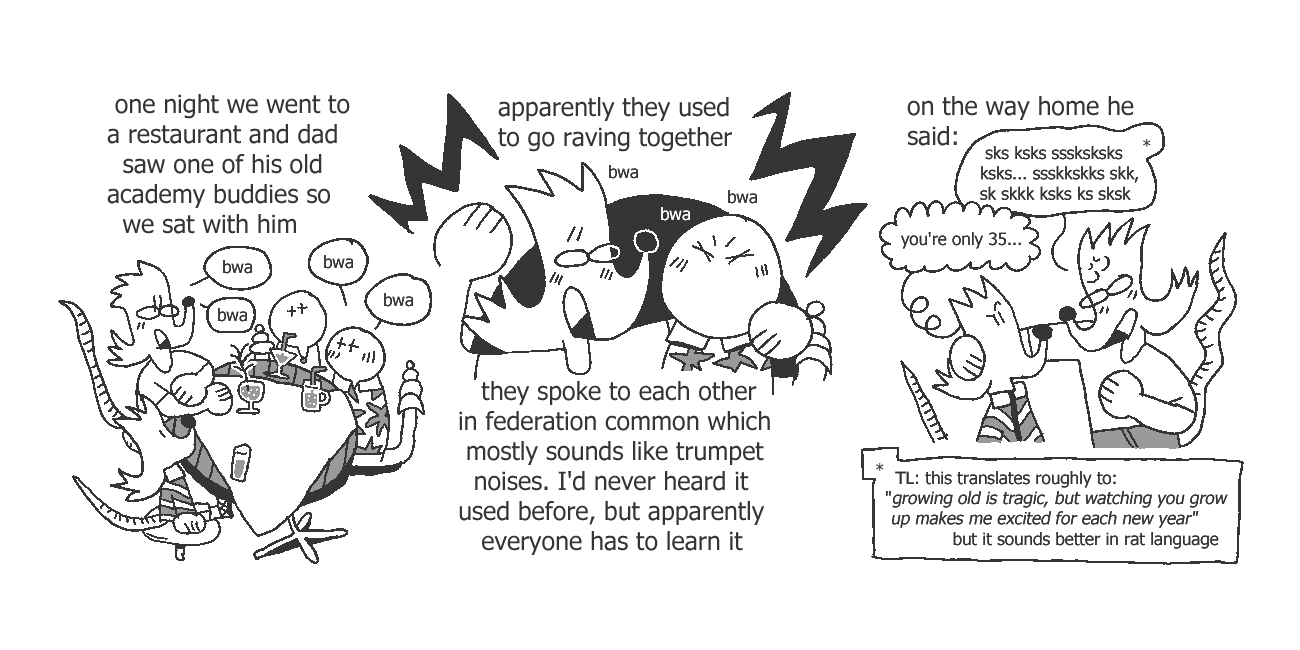 one night we went to
a restaurant and dad
saw one of his old
academy buddies so
we sat with him
bwa
bwa
bwa
bwa
apparently they used
to go raving together
bwa
bwa
bwa
they spoke to each other
in federation common which
mostly sounds like trumpet
noises. I'd never heard it
used before, but apparently
everyone has to learn it
on the way home he
said:
*
sks ksks ssksksks
ksks... sskkskks skk,
sk skkk ksks ks sksk
you're only 35...
* TL: this translates roughly to:
"growing old is tragic, but watching you grow
up makes me excited for each new year"
but it sounds better in rat language